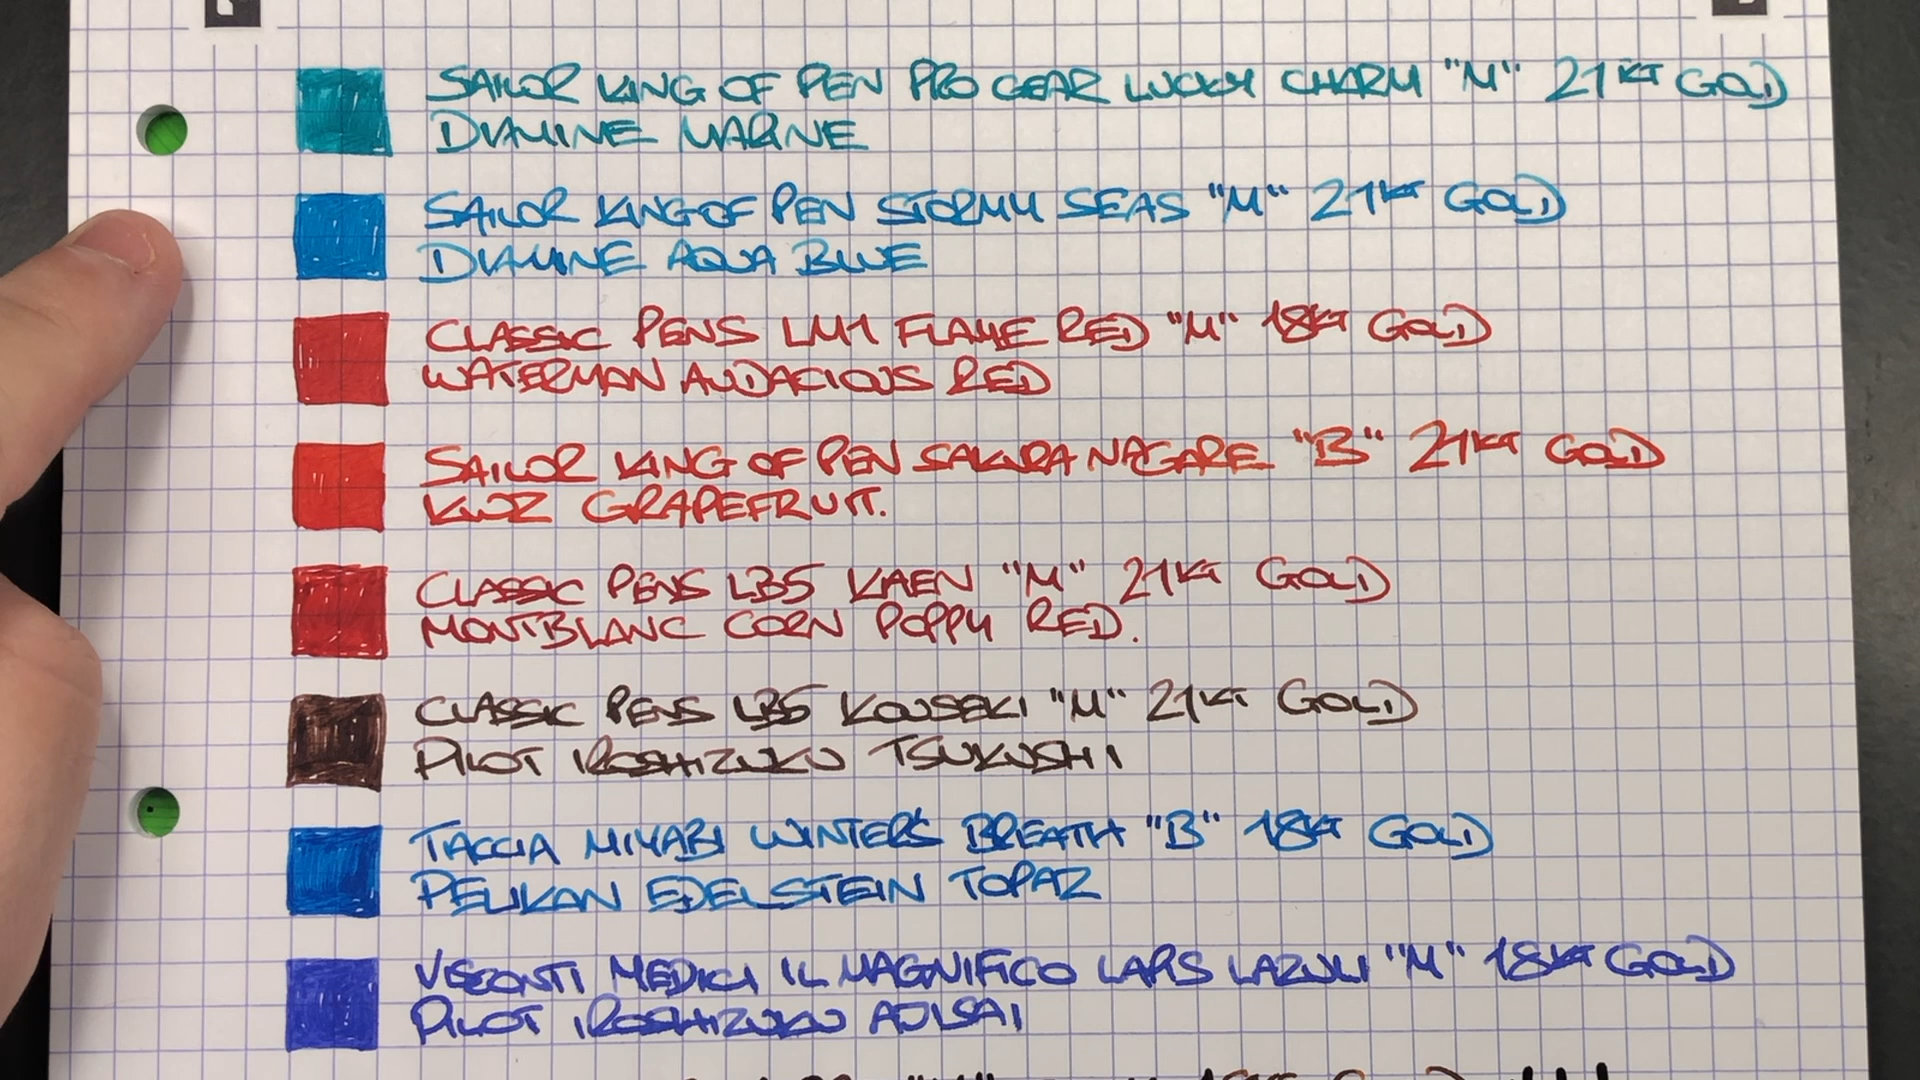 SAILOR KING OF PEN PRO GEAR LUCKY CHARM "M" 21KT GOLD
DIAMINE MARINE
SAILOR KING OF PEN STORMY SEAS "M" 21KT GOLD
DIAMINE AQUA BLUE
CLASSIC PENS LM1 FLAME RED "M" 18KT GOLD
WATERMAN AUDACIOUS RED
SAILOR KING OF PEN SAKURA NAGARE "B" 21KT GOLD
KWZ GRAPEFRUIT.
CLASSIC PENS LB5 KAEN "M" 21KT GOLD
MONTBLANC CORN POPPY RED.
CLASSIC PENS LB5 KOUSEKI "M" 21KT GOLD
PILOT IROSHIZUKU TSUKUSHI
TACCIA MIYABI WINTER'S BREATH "B" 18KT GOLD
PELIKAN EDELSTEIN TOPAZ
VISCONTI MEDICI IL MAGNIFICO LAPIS LAZULI "M" 18KT GOLD
PILOT IROSHIZUKU AJISAI